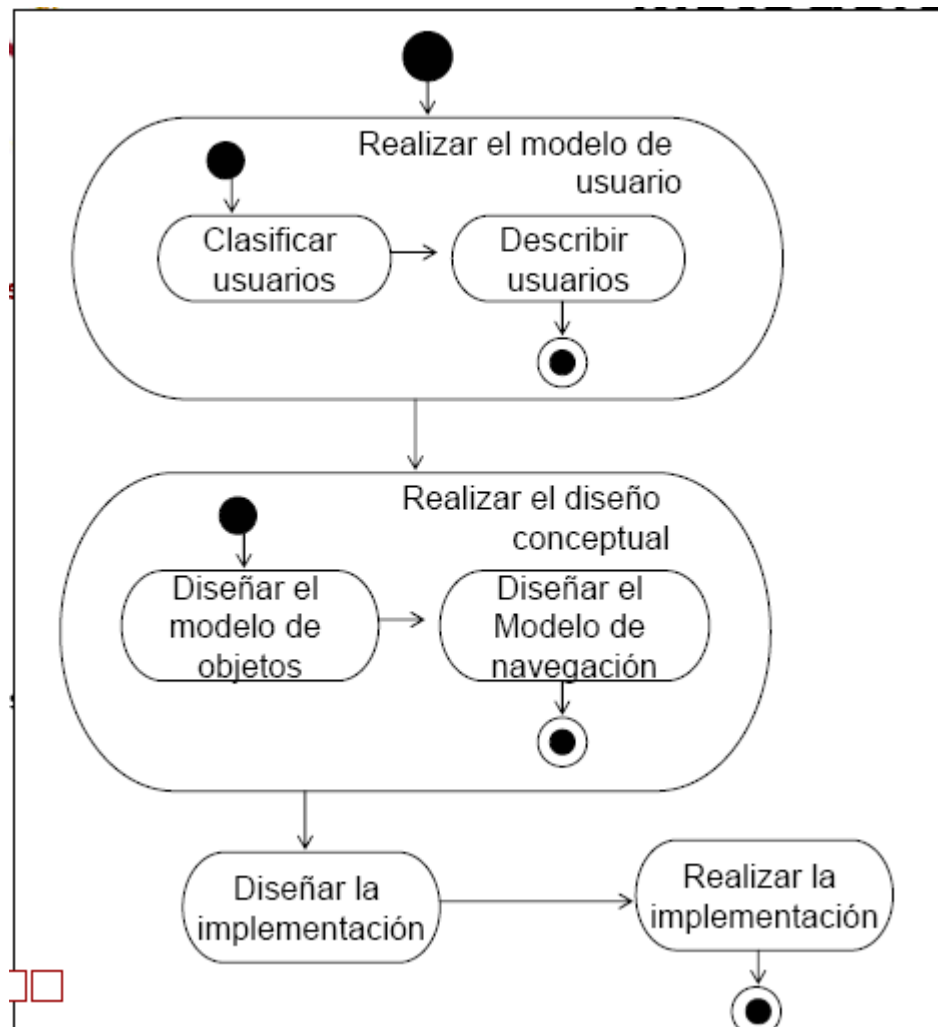 Realizar el modelo de
usuario
Clasificar
usuarios
Describir
usuarios
Realizar el diseño
conceptual
Diseñar el
modelo de
objetos
Diseñar el
Modelo de
navegación
Diseñar la
implementación
Realizar la
implementación